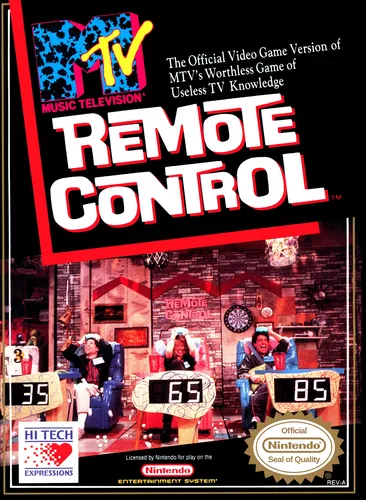 MTV
MUSIC TELEVISION®
The Official Video Game Version of
MTV's Worthless Game of
Useless TV Knowledge
REMOTE
CONTROL™
REMOTE
CONTROL
3
35
65
85
HI TECH
EXPRESSIONS
Licensed by Nintendo for play on the
Nintendo
ENTERTAINMENT SYSTEM®
Official
Nintendo
Seal of Quality
®
REV-A